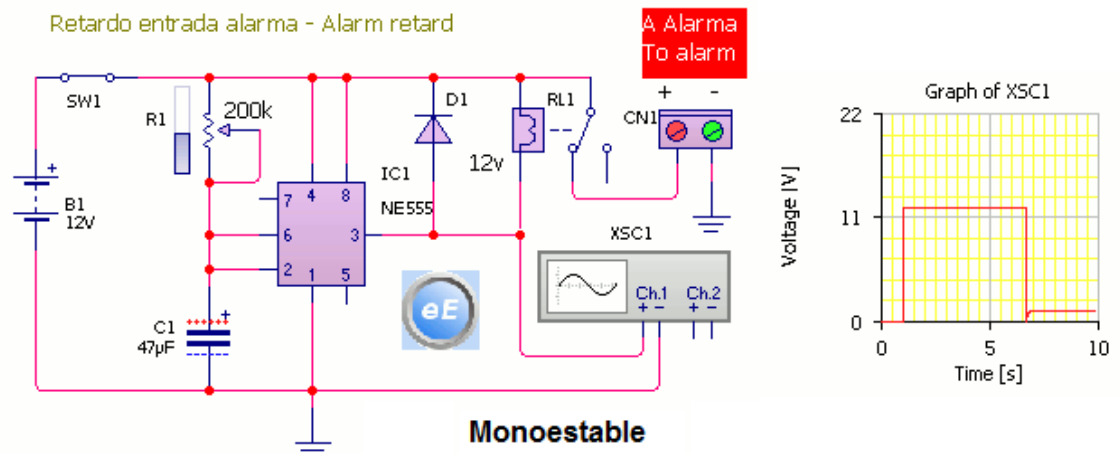 Retardo entrada alarma - Alarm retard
A Alarma
To alarm
SW1
R1
200k
D1
RL1
12v
+ -
CN1
B1
12V
+
IC1
NE555
4 8
7
6
3
2
1 5
C1
47µF
+
eE
XSC1
Ch.1 Ch.2
+ - + -
Monoestable
Graph of XSC1
Voltage [V]
22
11
0
0 5 10
Time [s]